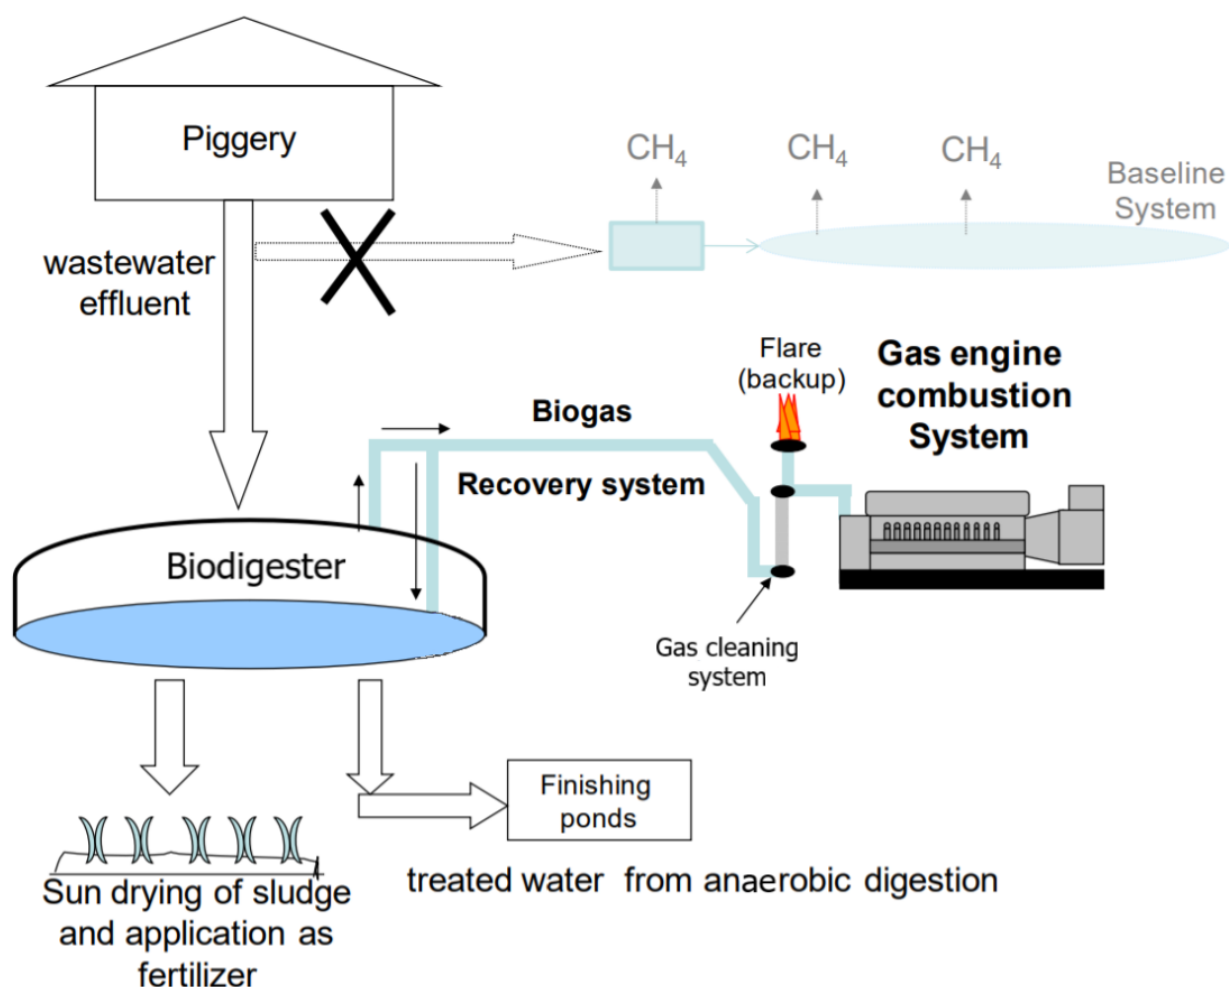 Piggery
CH₄
CH₄
CH₄
Baseline
System
wastewater
effluent
Flare
(backup)
Gas engine
combustion
System
Biogas
Recovery system
Biodigester
Gas cleaning
system
Finishing
ponds
treated water from anaerobic digestion
Sun drying of sludge
and application as
fertilizer